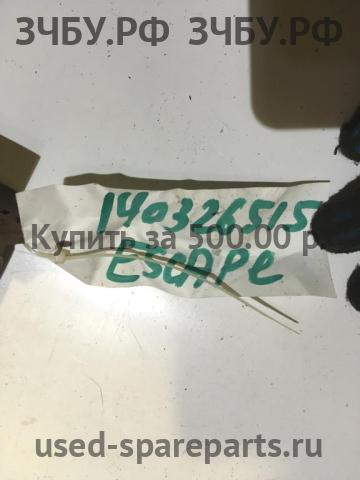 ЗЧБУ.РФ ЗЧБУ.РФ
140326515
Купить за 500.00 р.
Escape
used-spareparts.ru